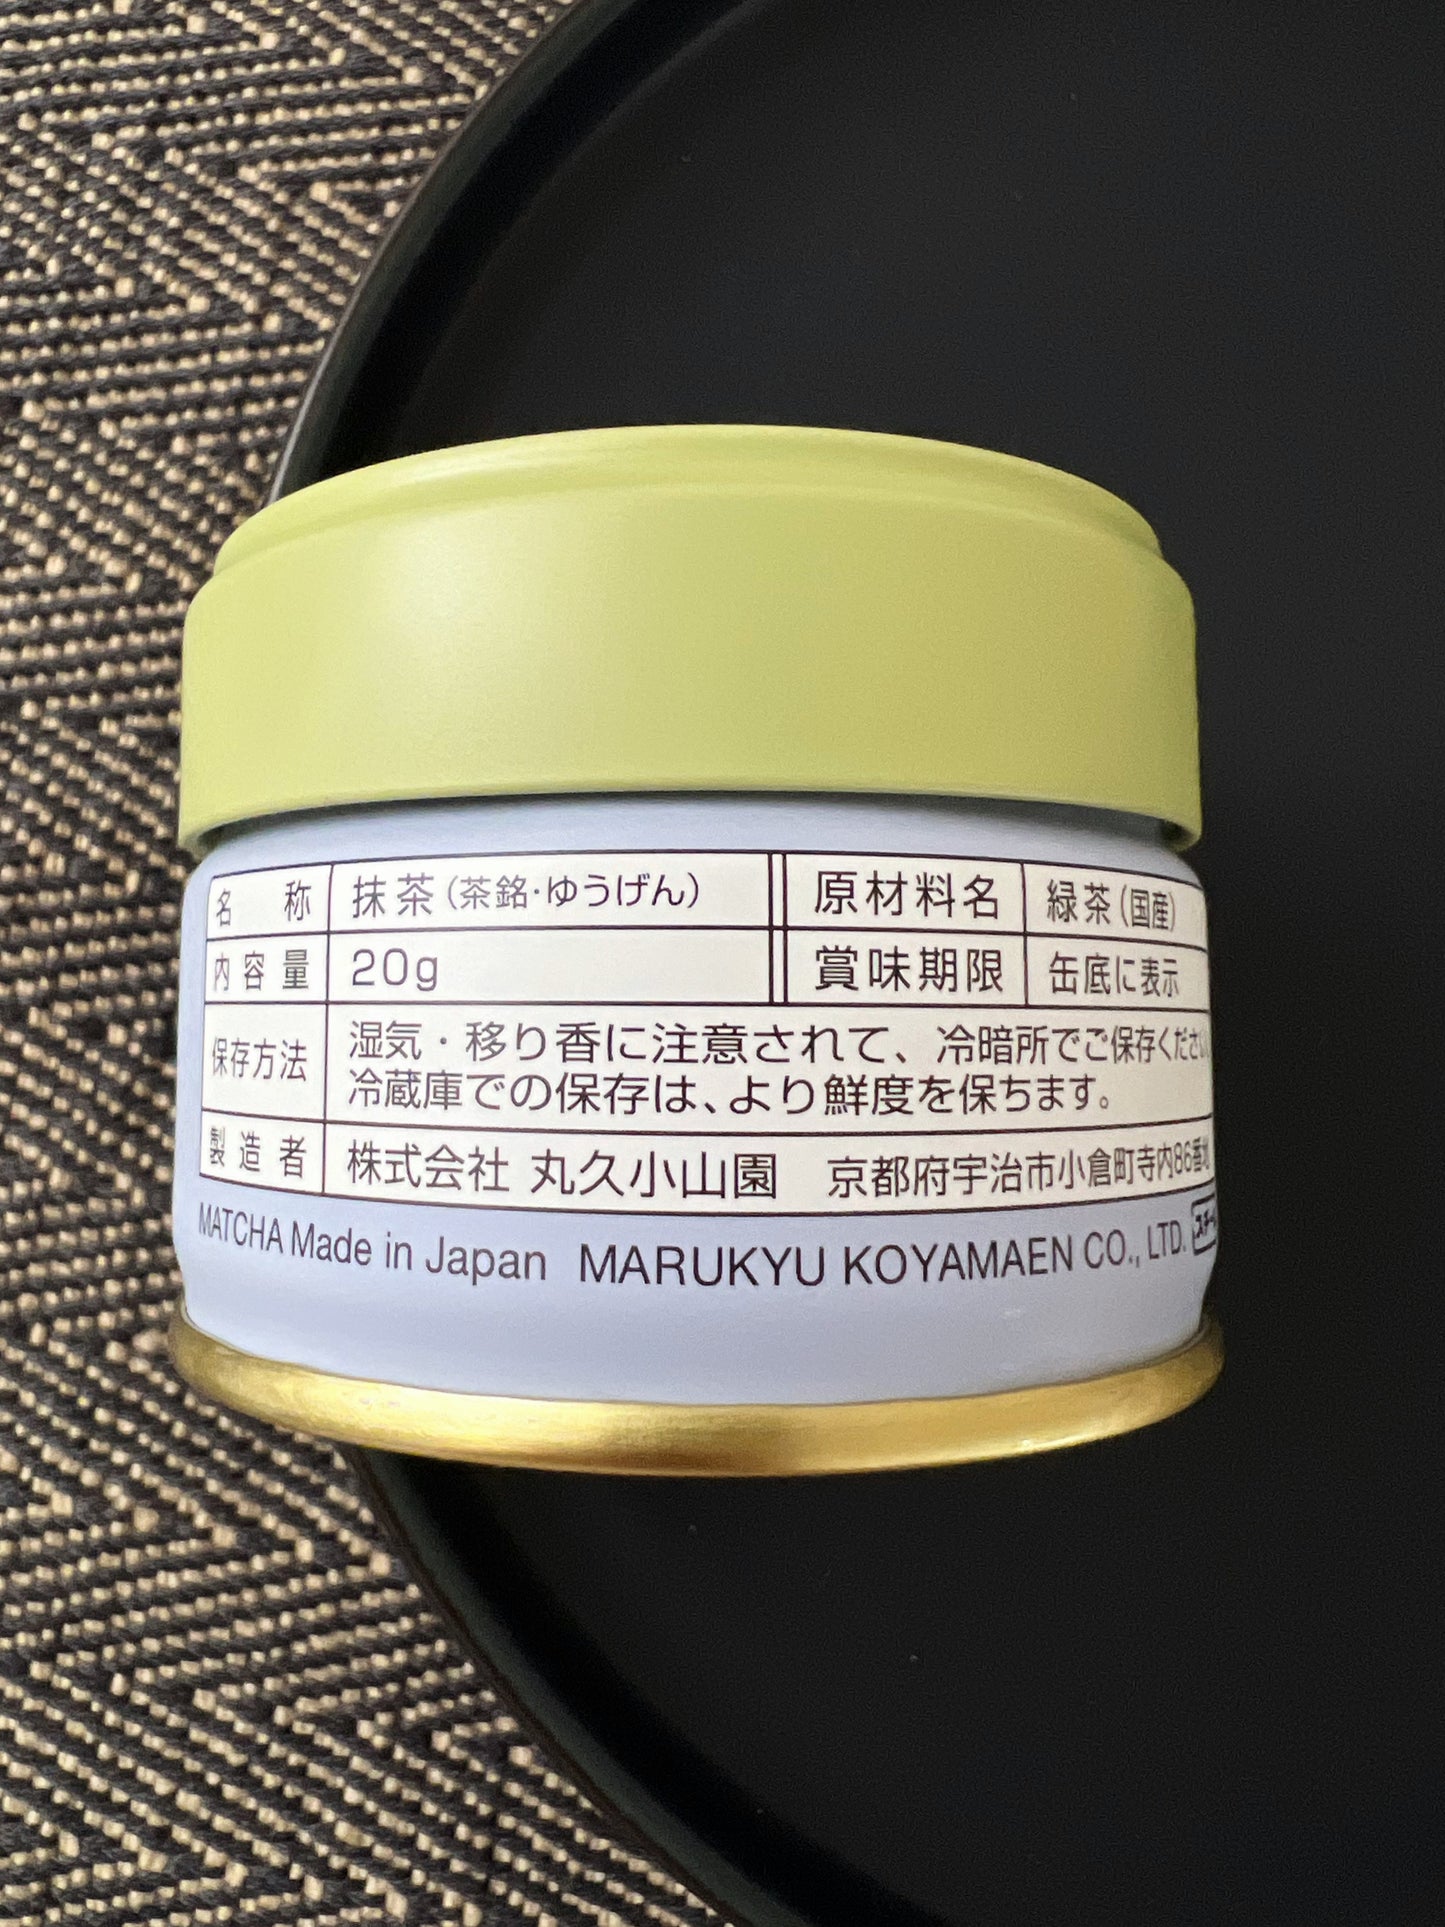 名 称 抹茶(茶銘・ゆうげん) 原材料名 緑茶(国産)
内容量 20g 賞味期限 缶底に表示
保存方法 湿気・移り香に注意されて、冷暗所でご保存ください
冷蔵庫での保存は、より鮮度を保ちます。
製造者 株式会社 丸久小山園 京都府宇治市小倉町寺内86番地
MATCHA Made in Japan MARUKYU KOYAMAEN CO., LTD.